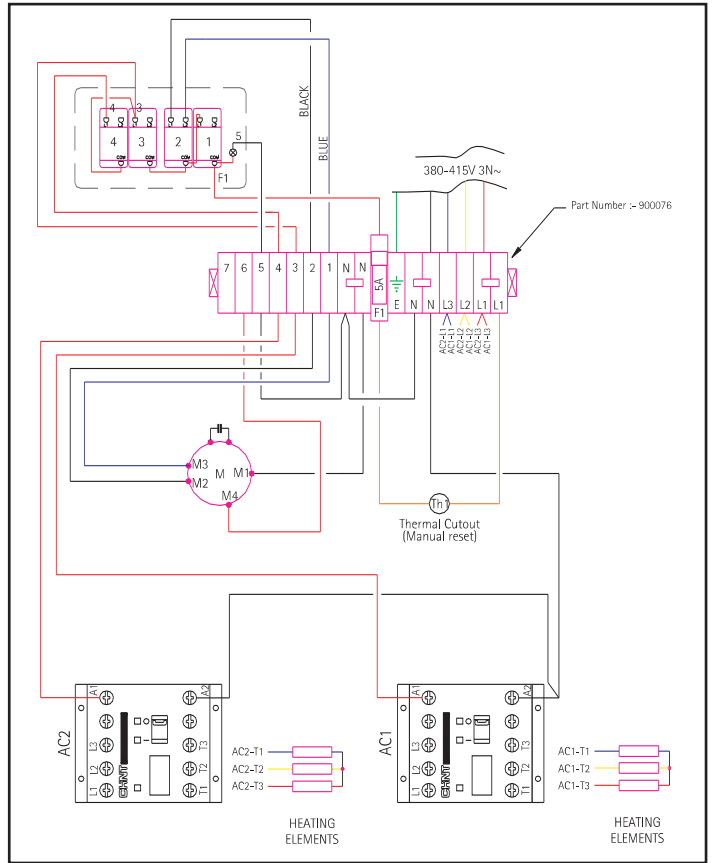 BLACK
BLUE
4
3
4
3
2
1
COM
COM
COM
COM
5
F1
380-415V 3N~
Part Number :- 900076
7
6
5
4
3
2
1
N
N
5A
F1
E
N
N
L3
L2
L1
L1
AC2-L1
AC1-L1
AC2-L2
AC1-L2
AC2-L3
AC1-L3
M3
M2
M
M1
M4
Th1
Thermal Cutout
(Manual reset)
AC2
A1
A2
L3
T3
L2
T2
L1
T1
CHNT
AC2-T1
AC2-T2
AC2-T3
HEATING
ELEMENTS
AC1
A1
A2
L3
T3
L2
T2
L1
T1
CHNT
AC1-T1
AC1-T2
AC1-T3
HEATING
ELEMENTS